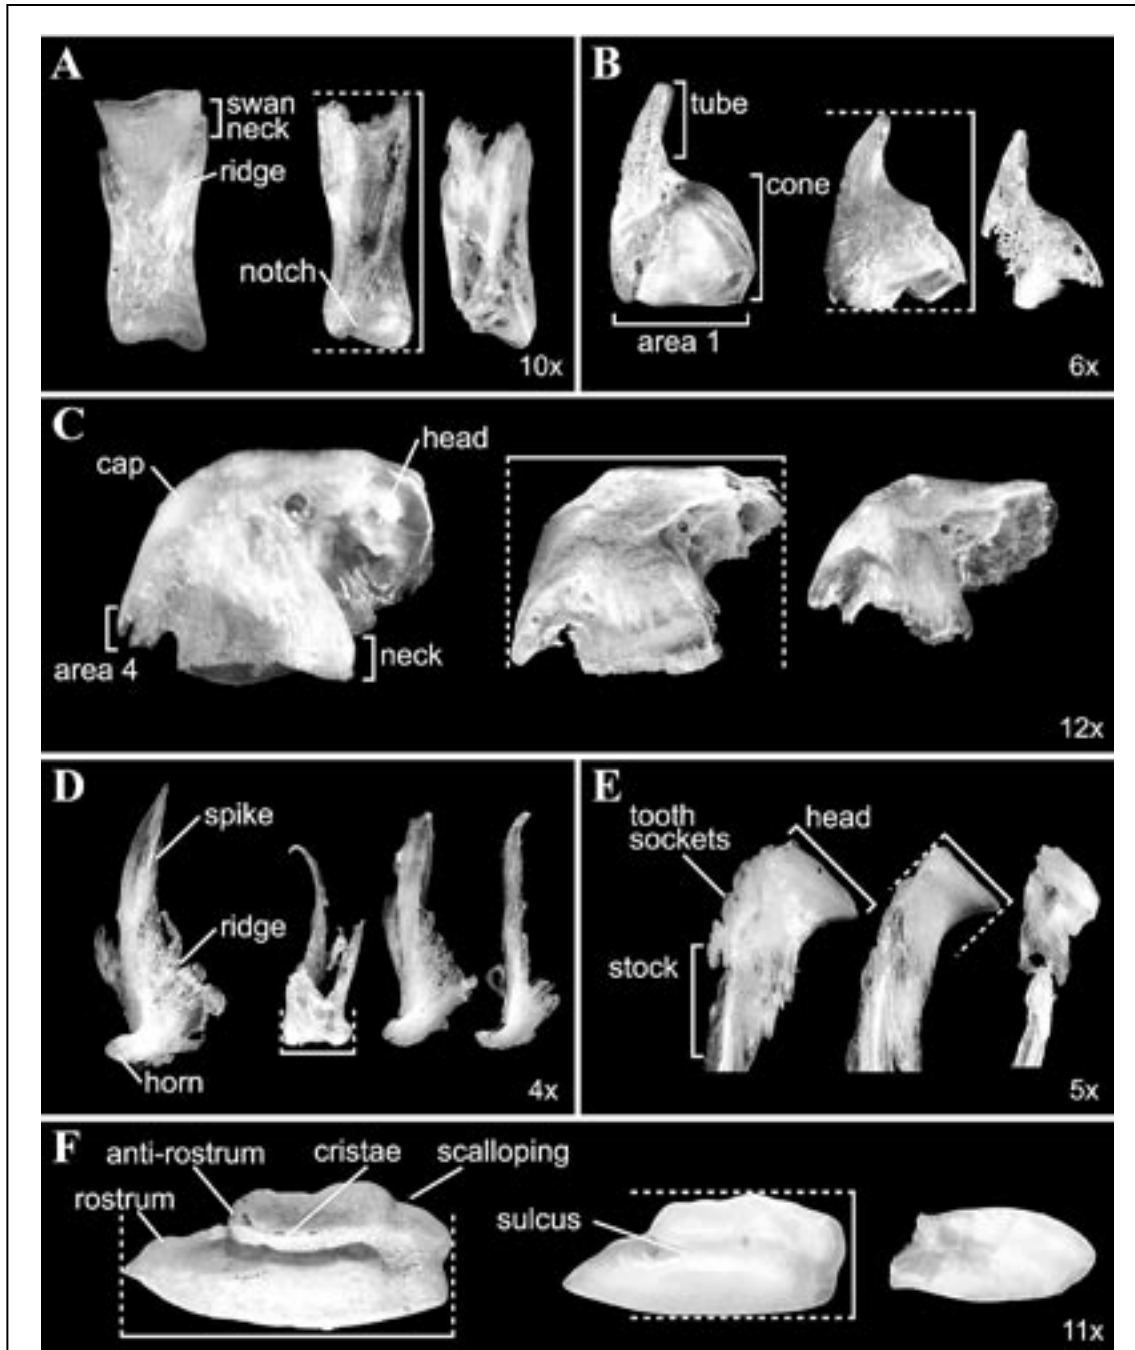 A
swan
neck
ridge
notch
10x
B
tube
cone
area 1
6x
C
head
cap
area 4
neck
12x
D
spike
ridge
horn
4x
E
tooth
sockets
head
stock
5x
F
anti-rostrum
cristae
scalloping
rostrum
sulcus
11x